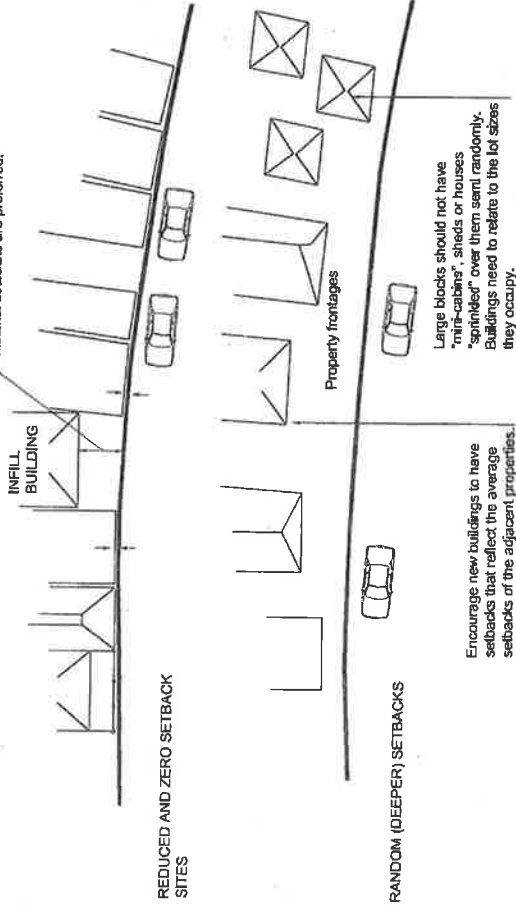 INFILL
BUILDING
REDUCED AND ZERO SETBACK
SITES
Property frontages
RANDOM (DEEPER) SETBACKS
Encourage new buildings to have
setbacks that reflect the average
setbacks of the adjacent properties.
Large blocks should not have
"mini-cabins", sheds or houses
"sprinkled" over them semi randomly.
Buildings need to relate to the lot sizes
they occupy.